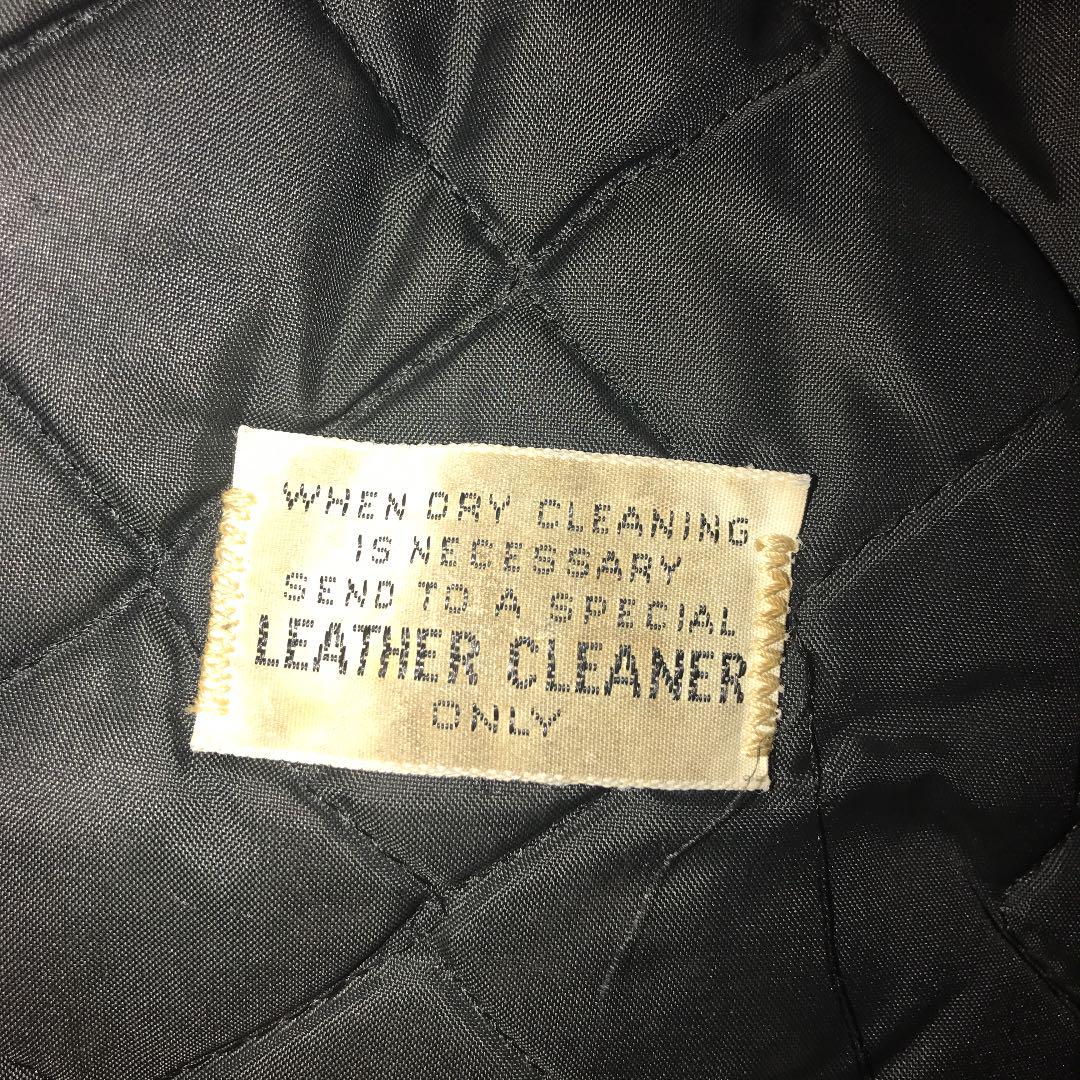 WHEN DRY CLEANING
IS NECESSARY
SEND TO A SPECIAL
LEATHER CLEANER
ONLY